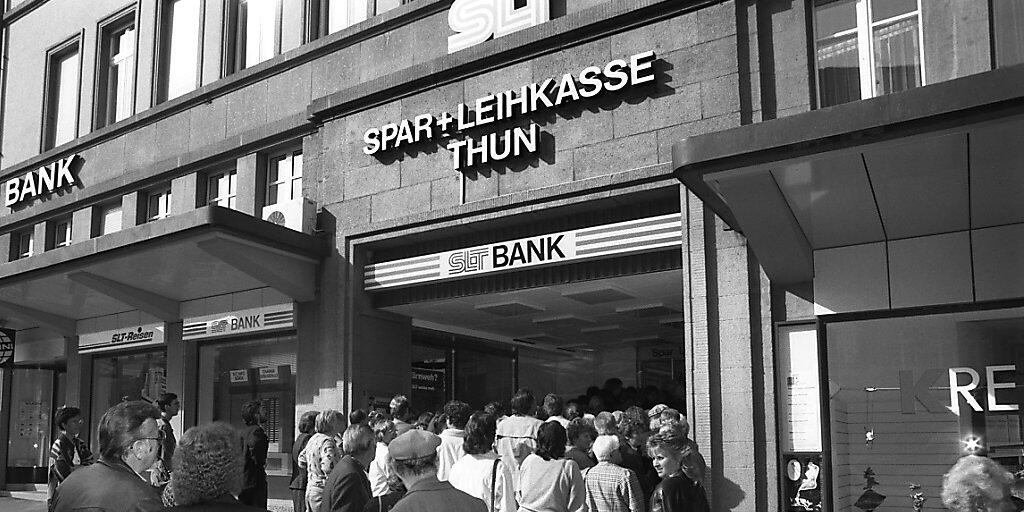 SLT
SPAR+LEIHKASSE
THUN
BANK
SLT BANK
SLT-Reisen
SLT BANK
KRE